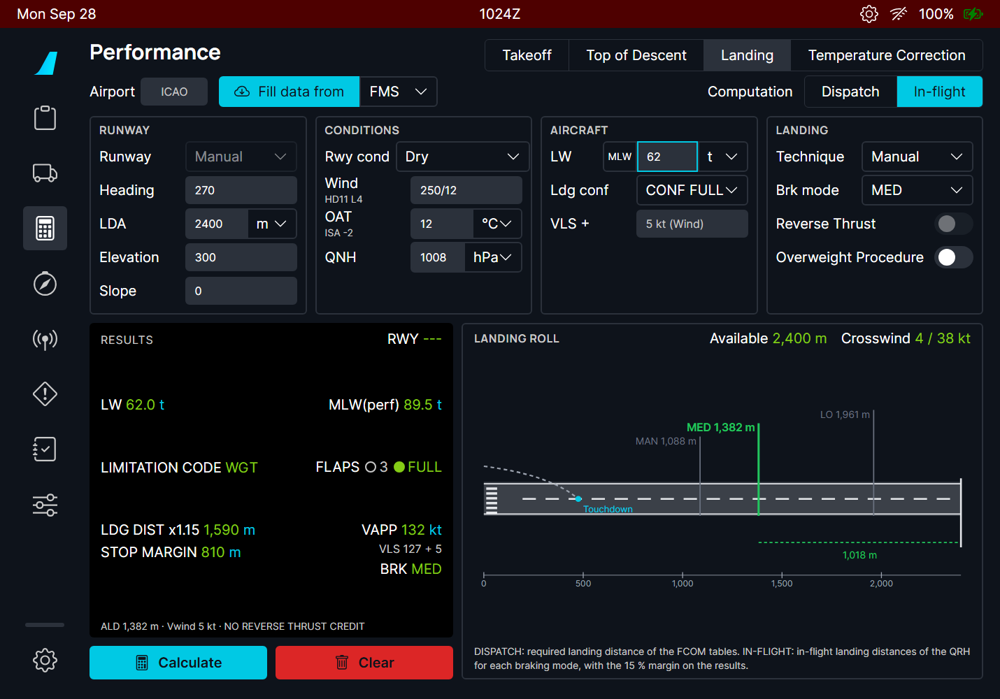 Mon Sep 28
1024Z
100%
Performance
Takeoff
Top of Descent
Landing
Temperature Correction
Airport
ICAO
Fill data from
FMS
Computation
Dispatch
In-flight
RUNWAY
Runway
Manual
Heading
270
LDA
2400
m
Elevation
300
Slope
0
CONDITIONS
Rwy cond
Dry
Wind
HD11 L4
250/12
OAT
ISA -2
12
°C
QNH
1008
hPa
AIRCRAFT
LW
MLW
62
t
Ldg conf
CONF FULL
VLS +
5 kt (Wind)
LANDING
Technique
Manual
Brk mode
MED
Reverse Thrust
Overweight Procedure
RESULTS
RWY ---
LW 62.0 t
MLW(perf) 89.5 t
LIMITATION CODE WGT
FLAPS 3 FULL
LDG DIST x1.15 1,590 m
VAPP 132 kt
VLS 127 + 5
STOP MARGIN 810 m
BRK MED
ALD 1,382 m · Vwind 5 kt · NO REVERSE THRUST CREDIT
Calculate
Clear
LANDING ROLL
Available 2,400 m
Crosswind 4 / 38 kt
LO 1,961 m
MED 1,382 m
MAN 1,088 m
Touchdown
1,018 m
0
500
1,000
1,500
2,000
DISPATCH: required landing distance of the FCOM tables. IN-FLIGHT: in-flight landing distances of the QRH
for each braking mode, with the 15 % margin on the results.